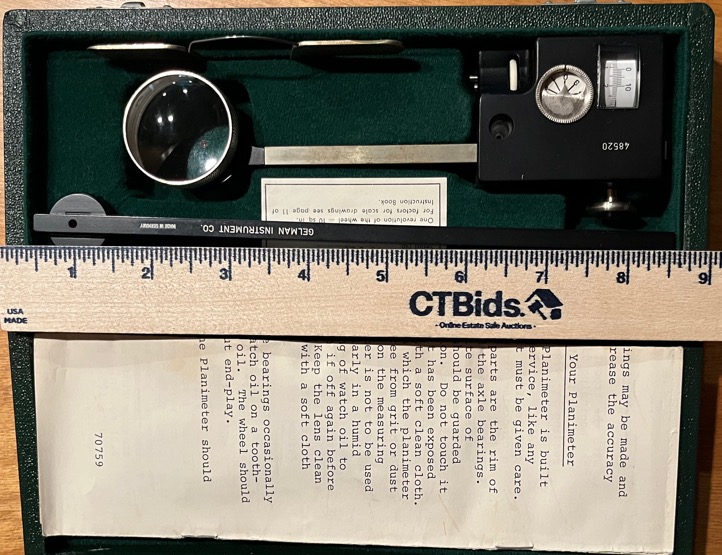 0
10
48520
One revolution of the wheel = 10 sq in.
For factors for scale drawings see page 11 of
Instruction Book.
GELMAN INSTRUMENT CO. MADE IN GERMANY
1 2 3 4 5 6 7 8 9
USA
MADE
CTBids.
- Online Estate Sale Auctions -
ings may be made and
rease the accuracy
Your Planimeter
Planimeter is built
ervice, like any
t must be given care.
parts are the rim of
the axle bearings.
e surface of
hould be guarded
on. Do not touch it
t has been exposed
th a soft clean cloth.
which the planimeter
ee from grit or dust
on the measuring
er is not to be used
arly in a humid
g of watch oil to
if off again before
Keep the lens clean
with a soft cloth
e bearings occasionally
atch oil on a tooth-
oil. The wheel should
ut end-play.
he planimeter should
70759